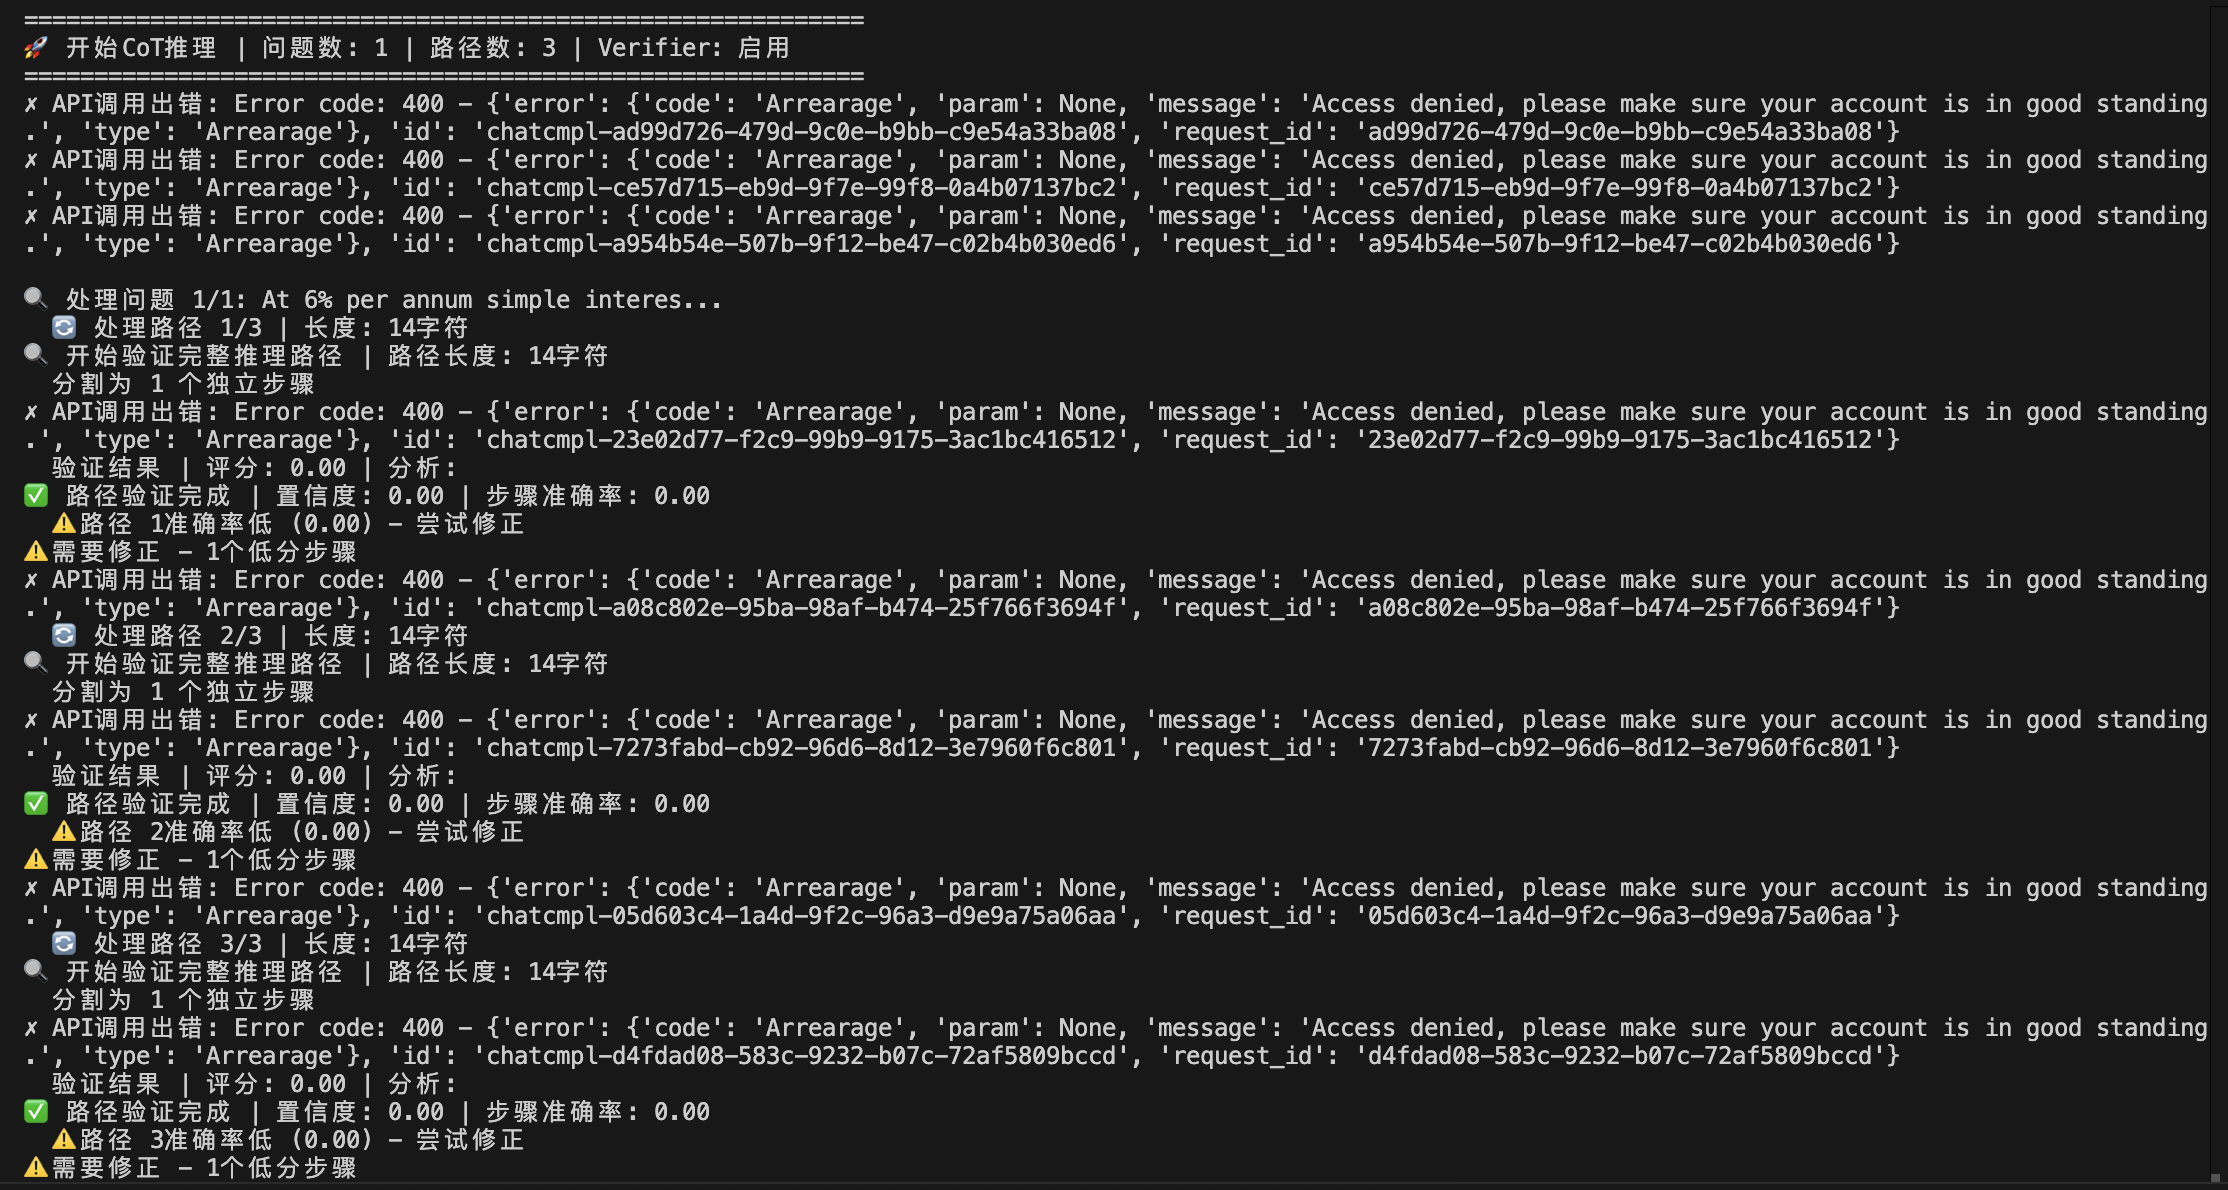 ============================================================
🚀 开始CoT推理 | 问题数: 1 | 路径数: 3 | Verifier: 启用
============================================================
✗ API调用出错: Error code: 400 - {'error': {'code': 'Arrearage', 'param': None, 'message': 'Access denied, please make sure your account is in good standing
.', 'type': 'Arrearage'}, 'id': 'chatcmpl-ad99d726-479d-9c0e-b9bb-c9e54a33ba08', 'request_id': 'ad99d726-479d-9c0e-b9bb-c9e54a33ba08'}
✗ API调用出错: Error code: 400 - {'error': {'code': 'Arrearage', 'param': None, 'message': 'Access denied, please make sure your account is in good standing
.', 'type': 'Arrearage'}, 'id': 'chatcmpl-ce57d715-eb9d-9f7e-99f8-0a4b07137bc2', 'request_id': 'ce57d715-eb9d-9f7e-99f8-0a4b07137bc2'}
✗ API调用出错: Error code: 400 - {'error': {'code': 'Arrearage', 'param': None, 'message': 'Access denied, please make sure your account is in good standing
.', 'type': 'Arrearage'}, 'id': 'chatcmpl-a954b54e-507b-9f12-be47-c02b4b030ed6', 'request_id': 'a954b54e-507b-9f12-be47-c02b4b030ed6'}
🔍 处理问题 1/1: At 6% per annum simple interes...
🔄 处理路径 1/3 | 长度: 14字符
🔍 开始验证完整推理路径 | 路径长度: 14字符
分割为 1 个独立步骤
✗ API调用出错: Error code: 400 - {'error': {'code': 'Arrearage', 'param': None, 'message': 'Access denied, please make sure your account is in good standing
.', 'type': 'Arrearage'}, 'id': 'chatcmpl-23e02d77-f2c9-99b9-9175-3ac1bc416512', 'request_id': '23e02d77-f2c9-99b9-9175-3ac1bc416512'}
验证结果 | 评分: 0.00 | 分析:
✅ 路径验证完成 | 置信度: 0.00 | 步骤准确率: 0.00
⚠️路径 1准确率低 (0.00) - 尝试修正
⚠️需要修正 - 1个低分步骤
✗ API调用出错: Error code: 400 - {'error': {'code': 'Arrearage', 'param': None, 'message': 'Access denied, please make sure your account is in good standing
.', 'type': 'Arrearage'}, 'id': 'chatcmpl-a08c802e-95ba-98af-b474-25f766f3694f', 'request_id': 'a08c802e-95ba-98af-b474-25f766f3694f'}
🔄 处理路径 2/3 | 长度: 14字符
🔍 开始验证完整推理路径 | 路径长度: 14字符
分割为 1 个独立步骤
✗ API调用出错: Error code: 400 - {'error': {'code': 'Arrearage', 'param': None, 'message': 'Access denied, please make sure your account is in good standing
.', 'type': 'Arrearage'}, 'id': 'chatcmpl-7273fabd-cb92-96d6-8d12-3e7960f6c801', 'request_id': '7273fabd-cb92-96d6-8d12-3e7960f6c801'}
验证结果 | 评分: 0.00 | 分析:
✅ 路径验证完成 | 置信度: 0.00 | 步骤准确率: 0.00
⚠️路径 2准确率低 (0.00) - 尝试修正
⚠️需要修正 - 1个低分步骤
✗ API调用出错: Error code: 400 - {'error': {'code': 'Arrearage', 'param': None, 'message': 'Access denied, please make sure your account is in good standing
.', 'type': 'Arrearage'}, 'id': 'chatcmpl-05d603c4-1a4d-9f2c-96a3-d9e9a75a06aa', 'request_id': '05d603c4-1a4d-9f2c-96a3-d9e9a75a06aa'}
🔄 处理路径 3/3 | 长度: 14字符
🔍 开始验证完整推理路径 | 路径长度: 14字符
分割为 1 个独立步骤
✗ API调用出错: Error code: 400 - {'error': {'code': 'Arrearage', 'param': None, 'message': 'Access denied, please make sure your account is in good standing
.', 'type': 'Arrearage'}, 'id': 'chatcmpl-d4fdad08-583c-9232-b07c-72af5809bccd', 'request_id': 'd4fdad08-583c-9232-b07c-72af5809bccd'}
验证结果 | 评分: 0.00 | 分析:
✅ 路径验证完成 | 置信度: 0.00 | 步骤准确率: 0.00
⚠️路径 3准确率低 (0.00) - 尝试修正
⚠️需要修正 - 1个低分步骤